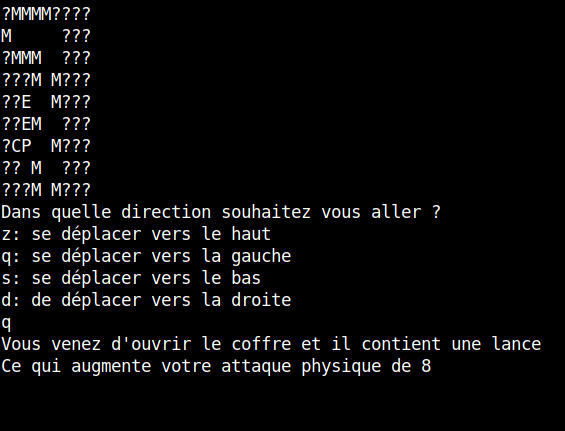 ?MMMM????
M     ???
?MMM  ???
???M M???
??E  M???
??EM  ???
?CP  M???
?? M  ???
???M M???
Dans quelle direction souhaitez vous aller ?
z: se déplacer vers le haut
q: se déplacer vers la gauche
s: se déplacer vers le bas
d: de déplacer vers la droite
q
Vous venez d'ouvrir le coffre et il contient une lance
Ce qui augmente votre attaque physique de 8